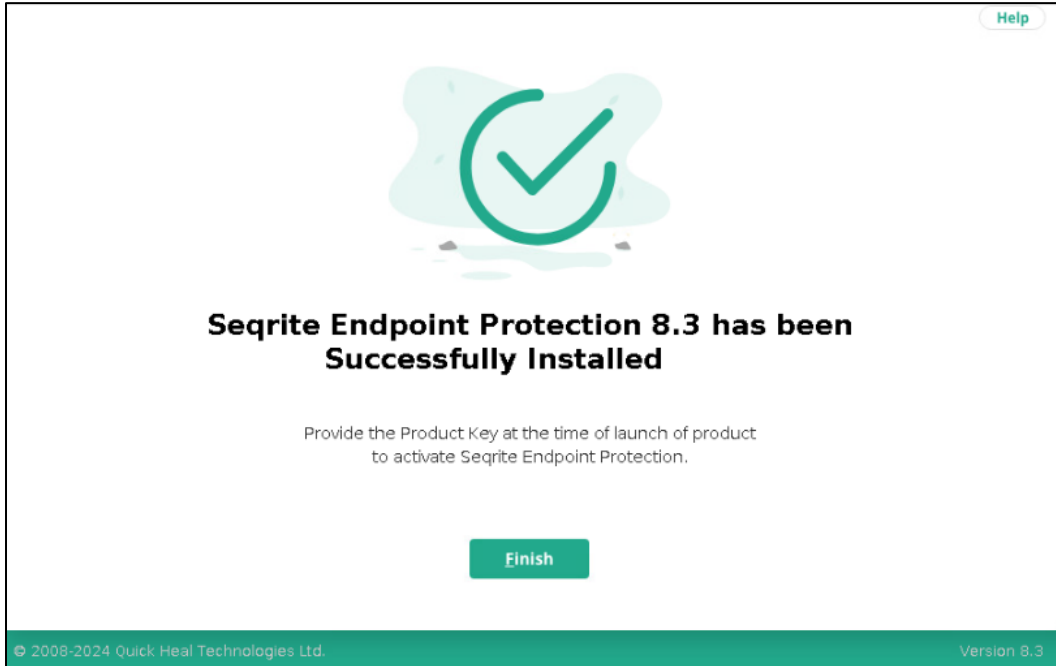 Help
Seqrite Endpoint Protection 8.3 has been
Successfully Installed
Provide the Product Key at the time of launch of product
to activate Seqrite Endpoint Protection.
Finish
© 2008-2024 Quick Heal Technologies Ltd.
Version 8.3